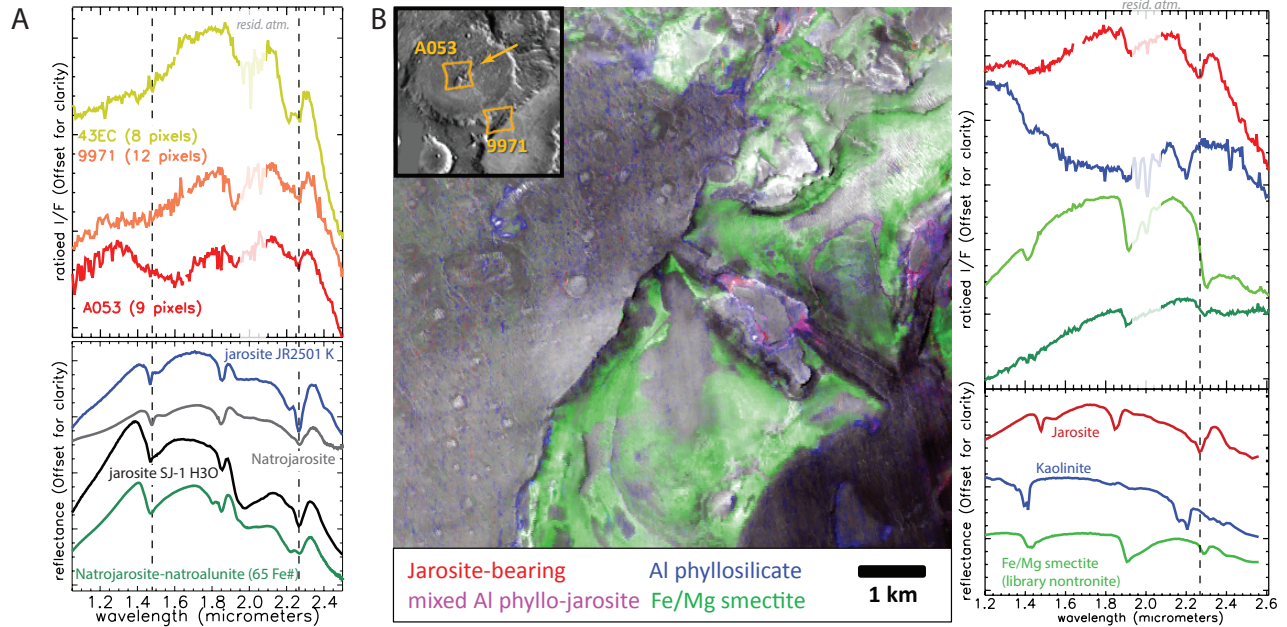 A
resid. atm.
43EC (8 pixels)
9971 (12 pixels)
A053 (9 pixels)
ratioed I/F (Offset for clarity)
jarosite JR2501 K
Natrojarosite
jarosite SJ-1 H3O
Natrojarosite-natroalunite (65 Fe#)
reflectance (Offset for clarity)
1.2 1.4 1.6 1.8 2.0 2.2 2.4
wavelength (micrometers)
B
A053
9971
Jarosite-bearing
Al phyllosilicate
mixed Al phyllo-jarosite
Fe/Mg smectite
1 km
resid. atm.
ratioed I/F (Offset for clarity)
Jarosite
Kaolinite
Fe/Mg smectite
(library nontronite)
reflectance (Offset for clarity)
1.2 1.4 1.6 1.8 2.0 2.2 2.4 2.6
wavelength (micrometers)